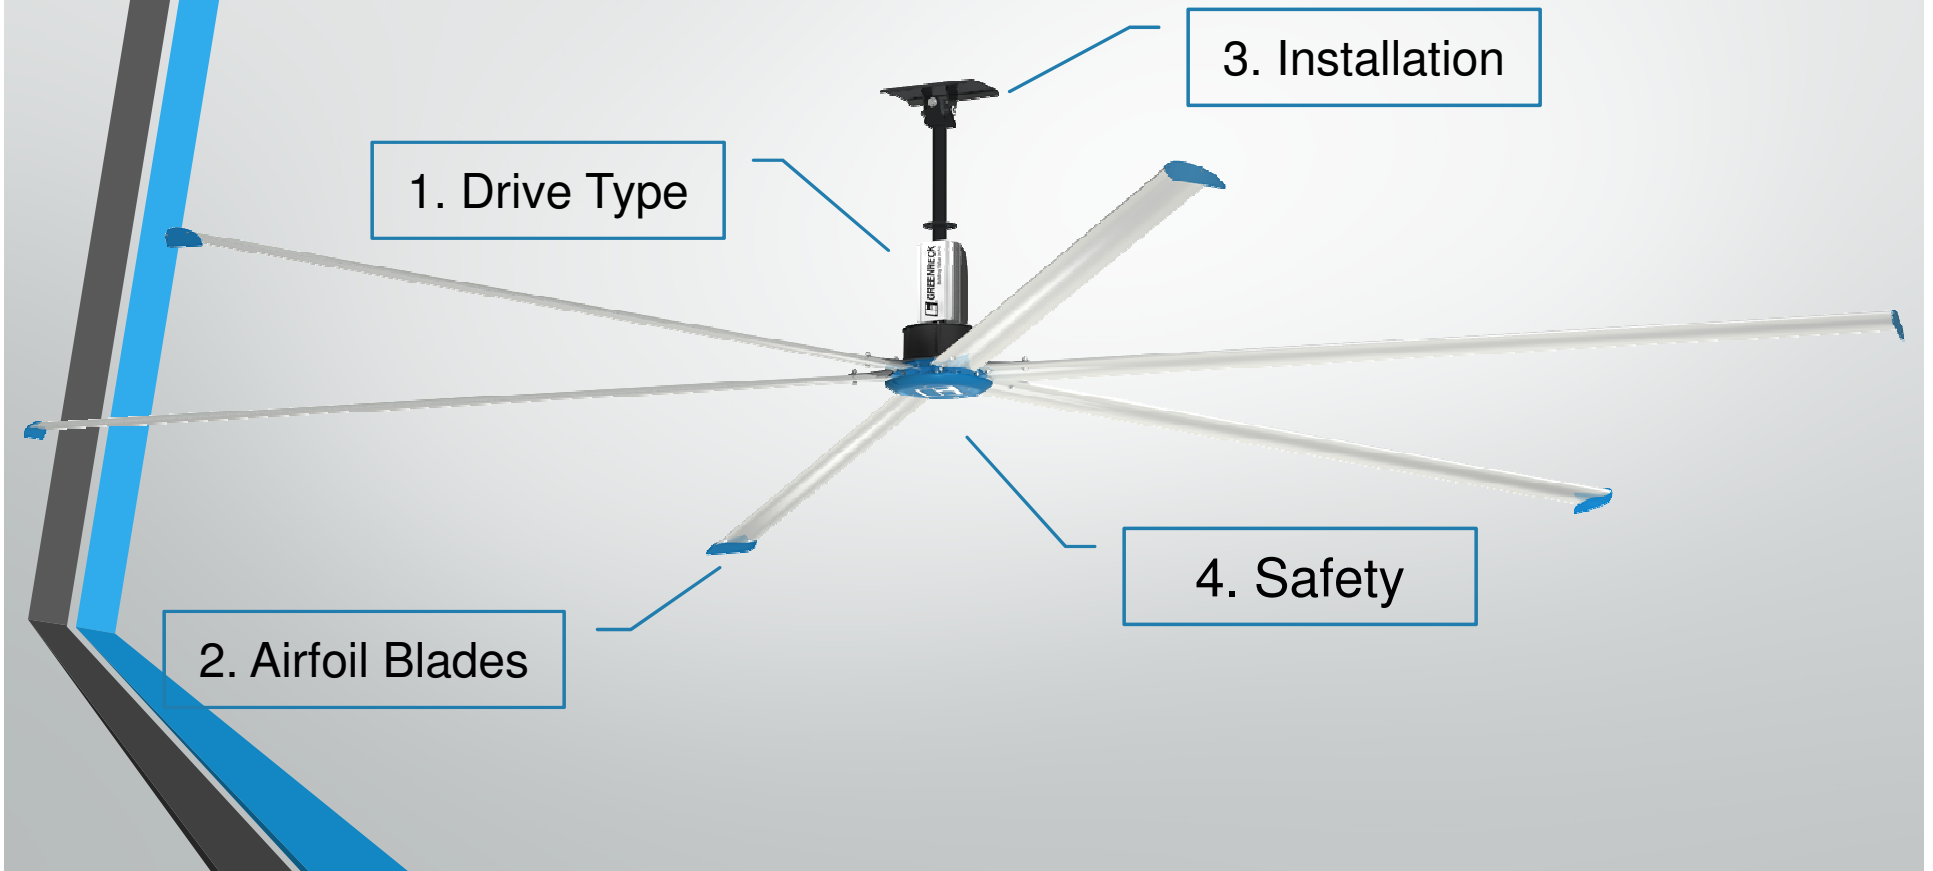 3. Installation
1. Drive Type
GREENHECK
4. Safety
2. Airfoil Blades